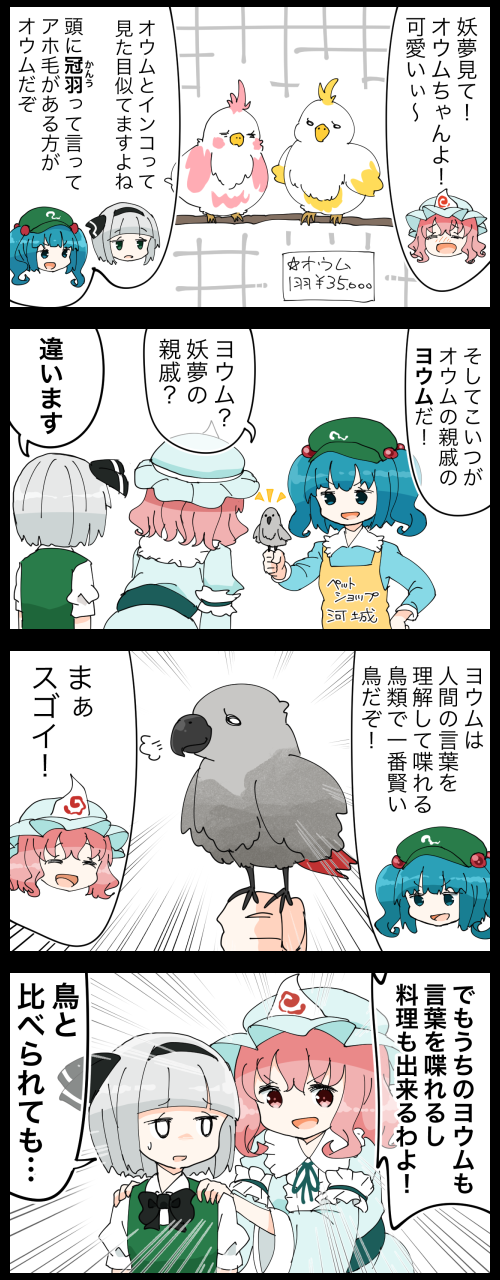 妖夢見て！
オウムちゃんよ！
可愛いぃ〜
☆オウム
1羽￥35,000
オウムとインコって
見た目似てますよね
頭に冠羽って言って
かんう
アホ毛がある方が
オウムだぞ
そしてこいつが
オウムの親戚の
ヨウムだ！
ペット
ショップ
河城
ヨウム？
妖夢の
親戚？
違います
ヨウムは
人間の言葉を
理解して喋れる
鳥類で一番賢い
鳥だぞ！
まぁ
スゴイ！
でもうちのヨウムも
言葉を喋れるし
料理も出来るわよ！
鳥と
比べられても…